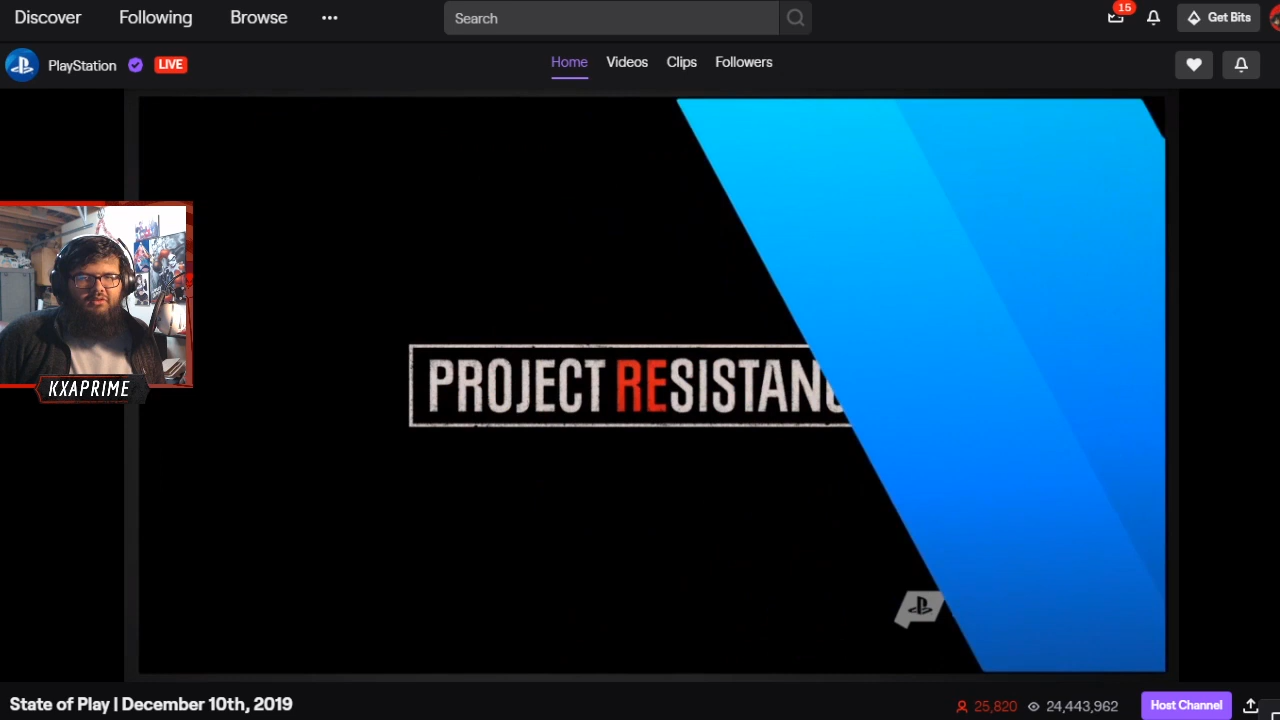 Discover Following Browse ••• Search 15 Get Bits
PlayStation LIVE Home Videos Clips Followers
PROJECT RESISTANC
KXAPRIME
State of Play | December 10th, 2019 25,820 24,443,962 Host Channel